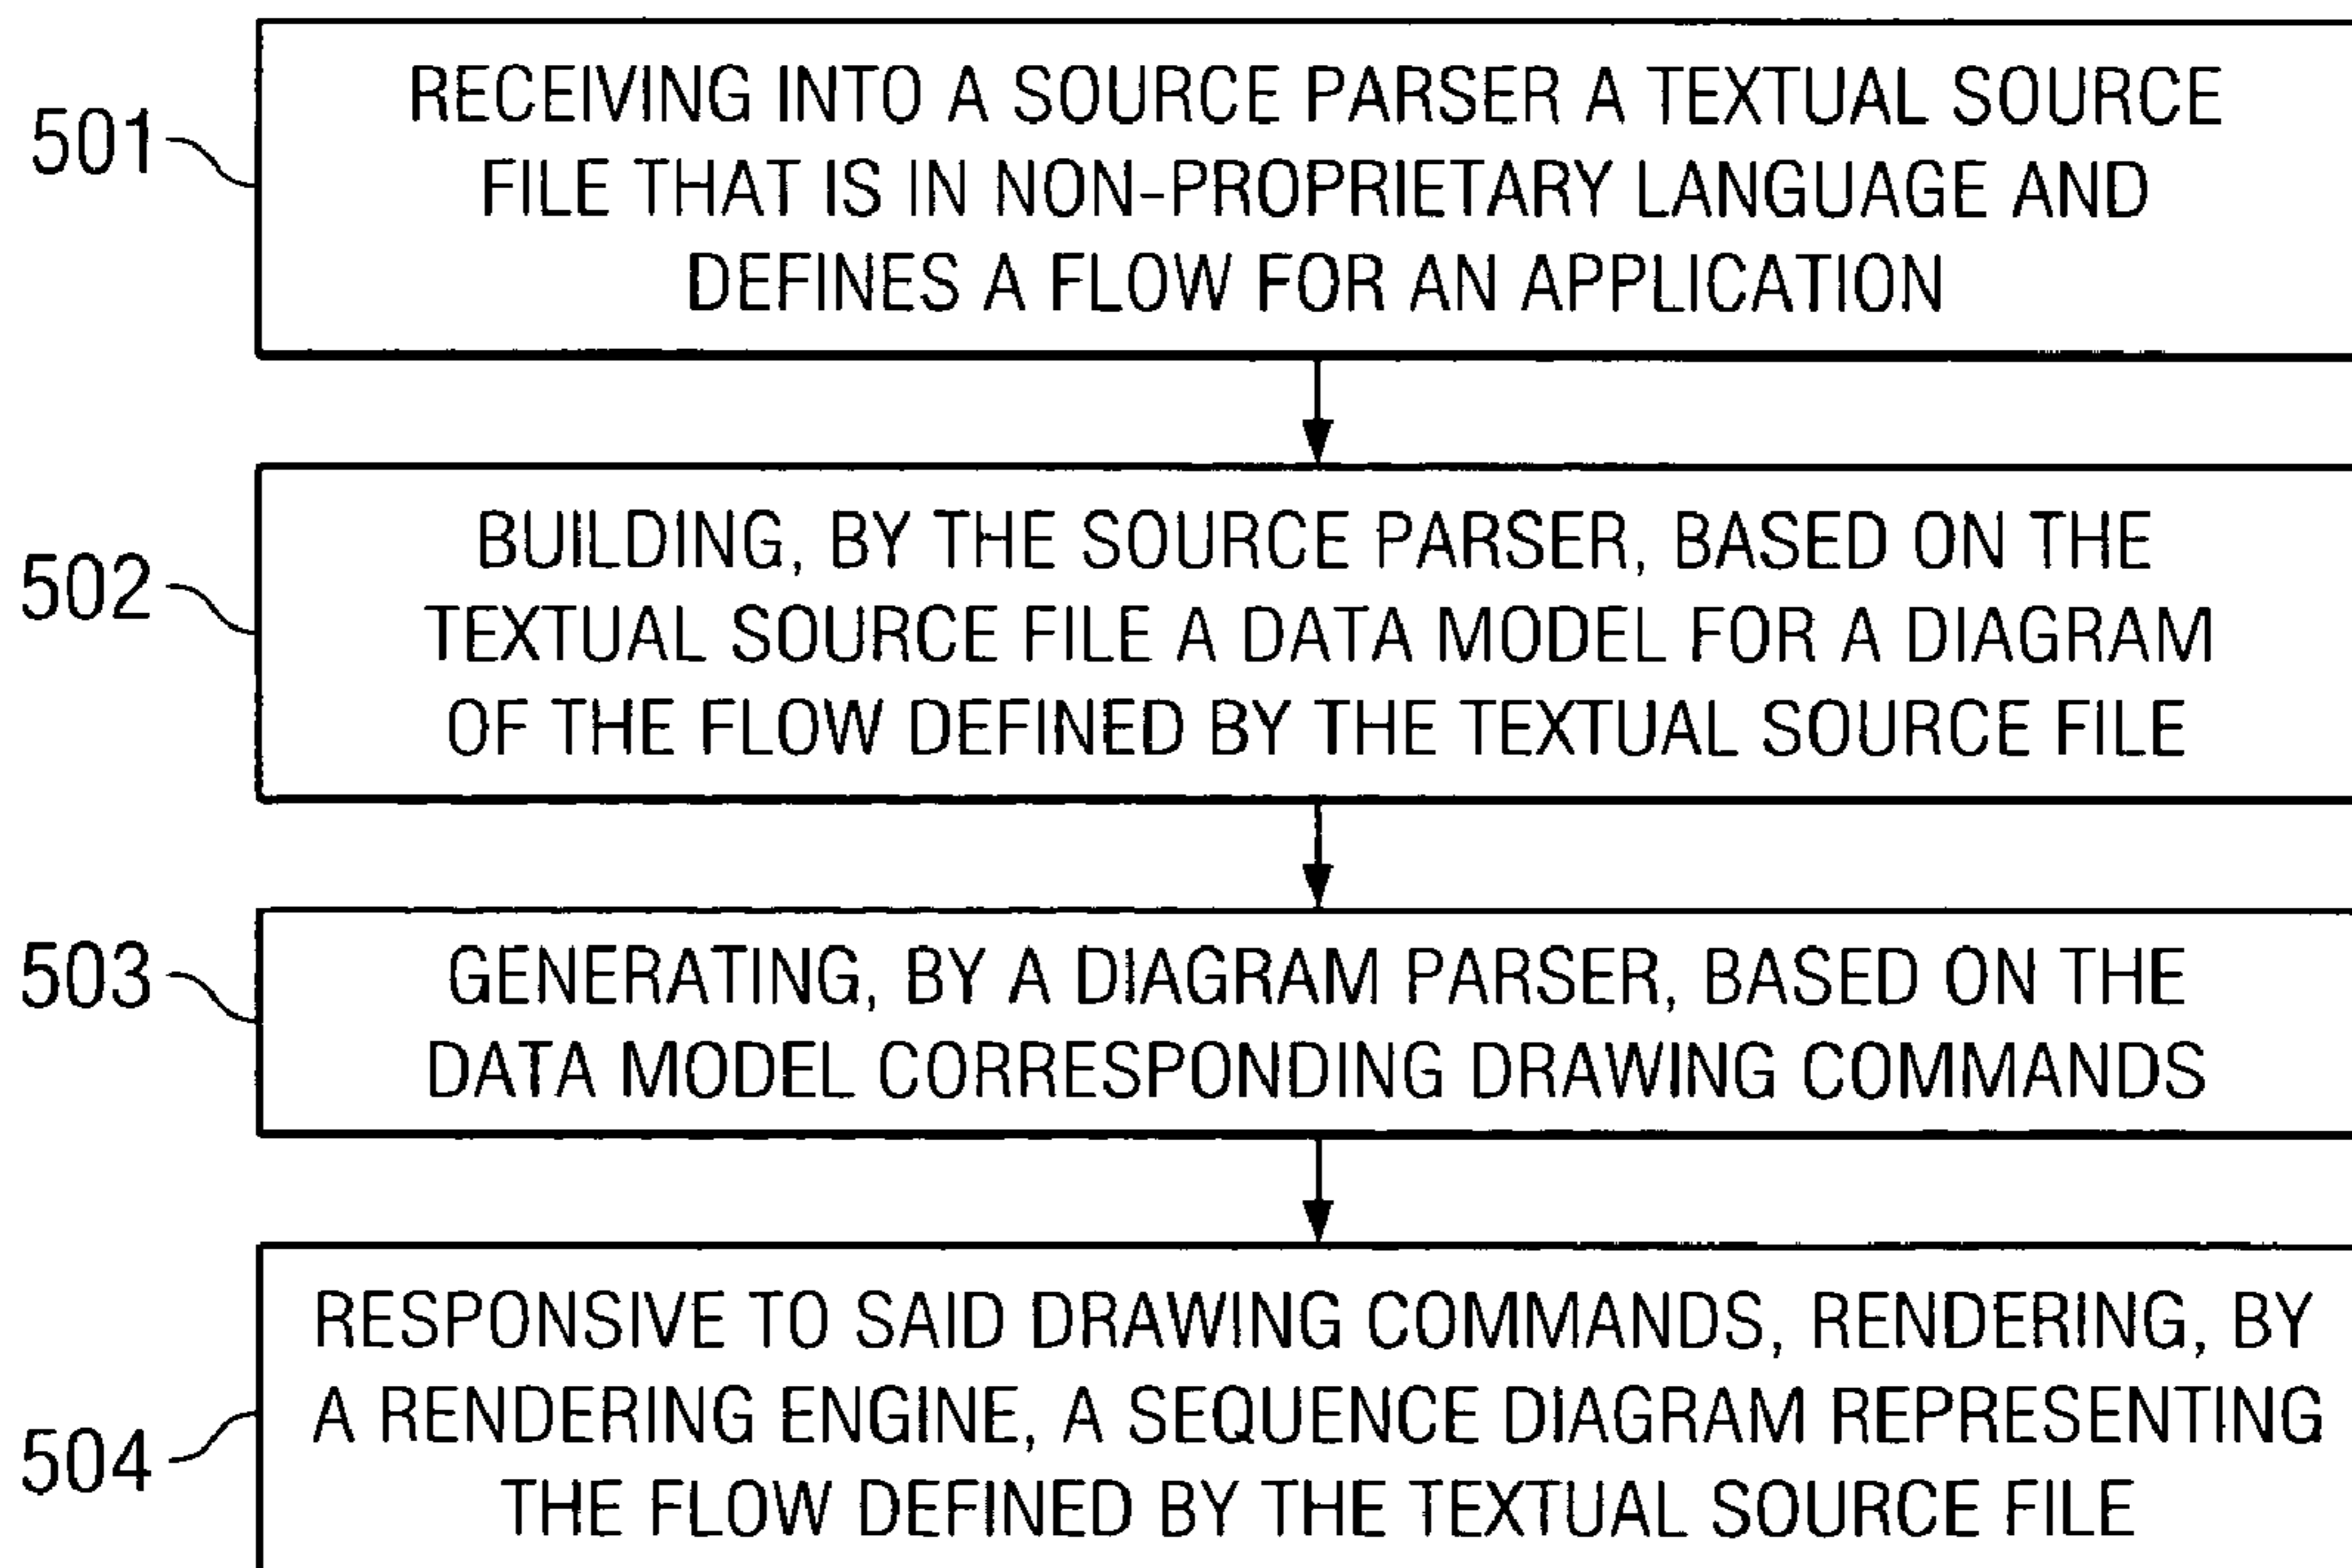 501
RECEIVING INTO A SOURCE PARSER A TEXTUAL SOURCE
FILE THAT IS IN NON-PROPRIETARY LANGUAGE AND
DEFINES A FLOW FOR AN APPLICATION
502
BUILDING, BY THE SOURCE PARSER, BASED ON THE
TEXTUAL SOURCE FILE A DATA MODEL FOR A DIAGRAM
OF THE FLOW DEFINED BY THE TEXTUAL SOURCE FILE
503
GENERATING, BY A DIAGRAM PARSER, BASED ON THE
DATA MODEL CORRESPONDING DRAWING COMMANDS
504
RESPONSIVE TO SAID DRAWING COMMANDS, RENDERING, BY
A RENDERING ENGINE, A SEQUENCE DIAGRAM REPRESENTING
THE FLOW DEFINED BY THE TEXTUAL SOURCE FILE